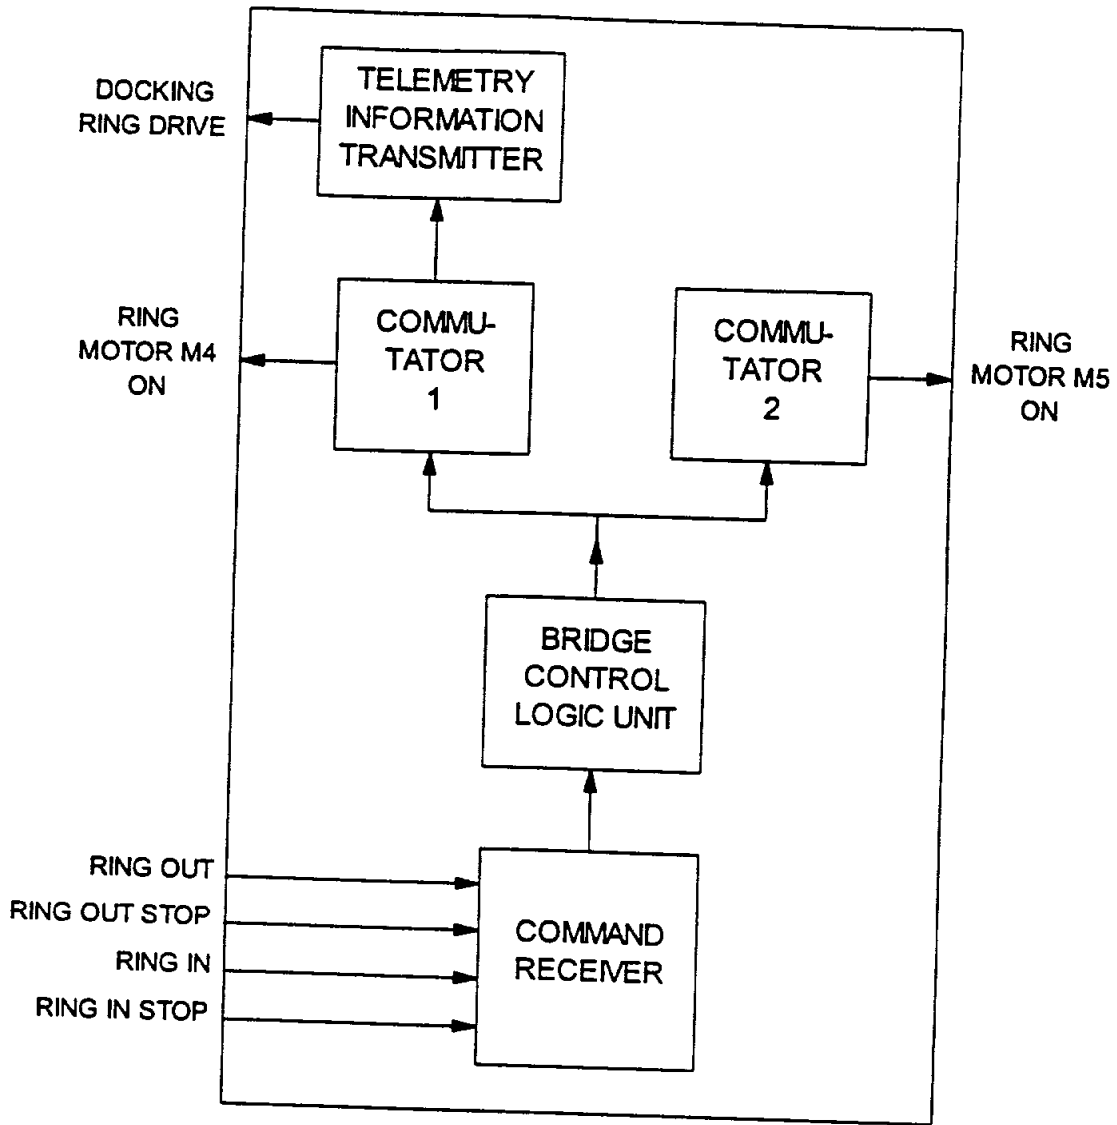 DOCKING
RING DRIVE
TELEMETRY
INFORMATION
TRANSMITTER
RING
MOTOR M4
ON
COMMU-
TATOR
1
COMMU-
TATOR
2
RING
MOTOR M5
ON
BRIDGE
CONTROL
LOGIC UNIT
RING OUT
RING OUT STOP
RING IN
RING IN STOP
COMMAND
RECEIVER